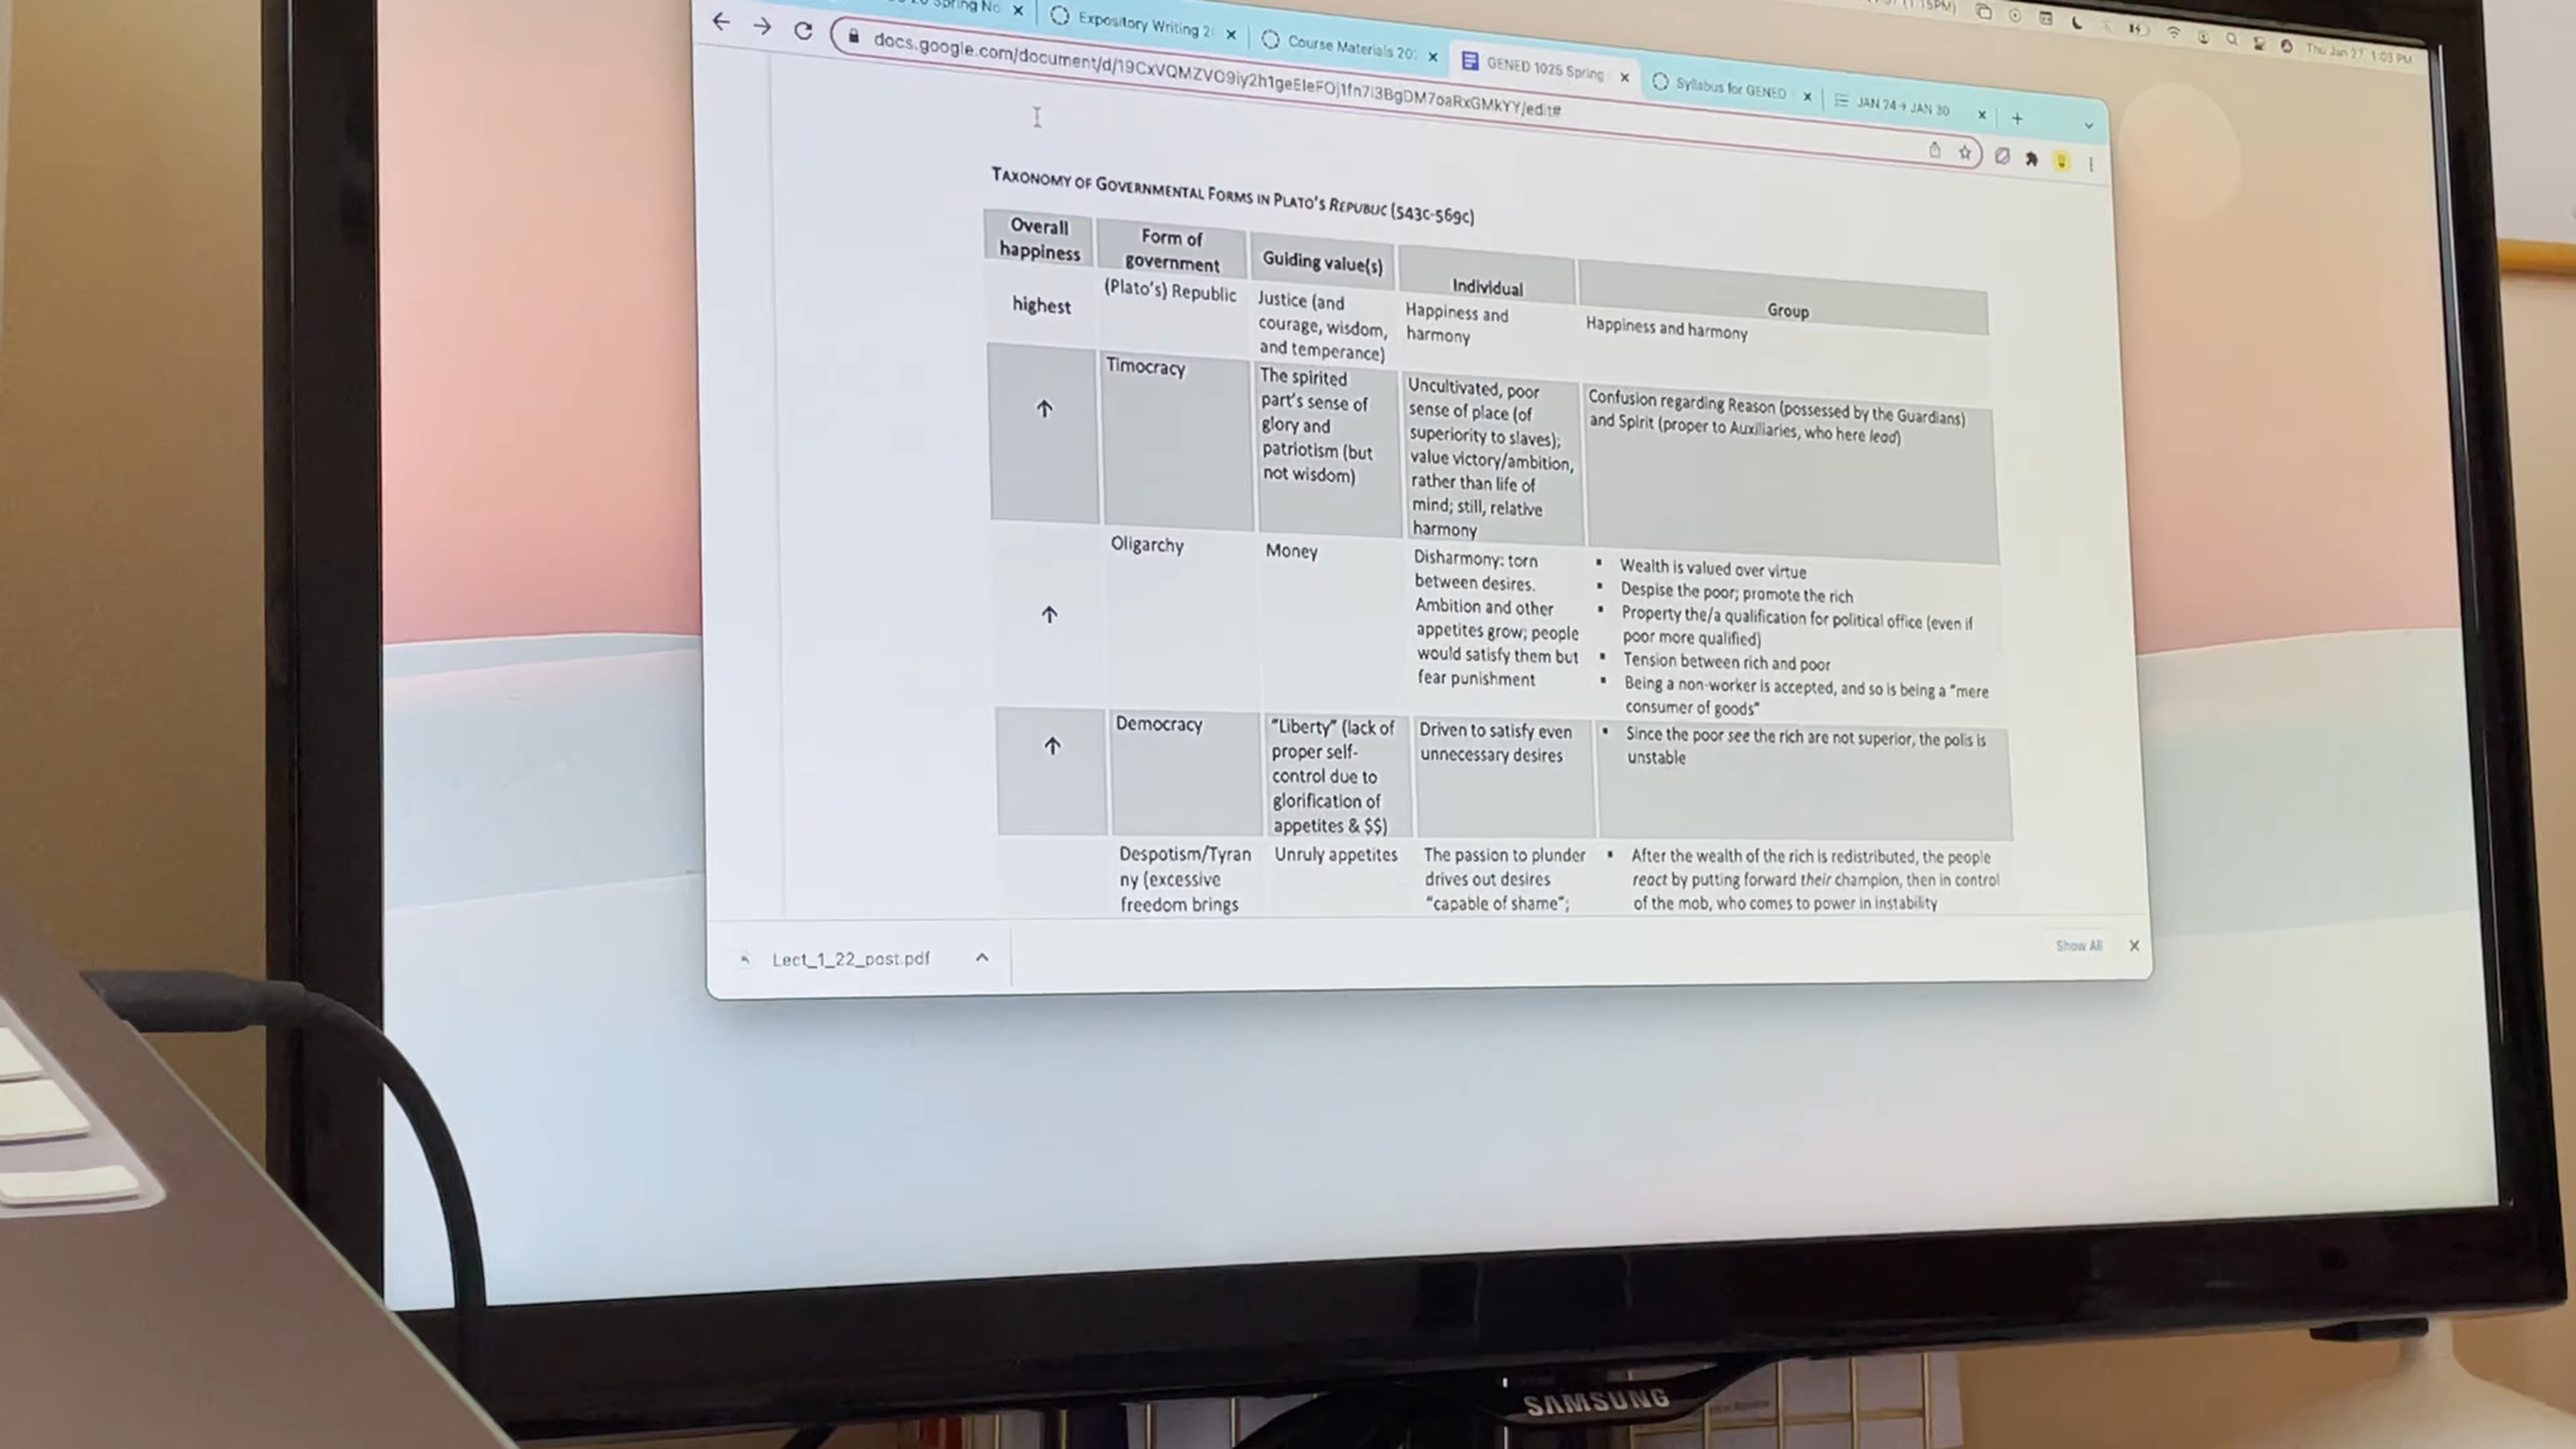 Spring No
Expository Writing 2
Course Materials 20
GENED 1025 Spring
Syllabus for GENED
JAN 24 → JAN 30
Thu Jan 27 1:03 PM
docs.google.com/document/d/19CxVQMZVO9iy2h1geEleFOj1fn7i3BgDM7oaRxGMkYY/edit#
TAXONOMY OF GOVERNMENTAL FORMS IN PLATO'S REPUBLIC (543C-569C)
Overall
happiness
Form of
government
Guiding value(s)
Individual
Group
highest
(Plato's) Republic
Justice (and
courage, wisdom,
and temperance)
Happiness and
harmony
Happiness and harmony
↑
Timocracy
The spirited
part's sense of
glory and
patriotism (but
not wisdom)
Uncultivated, poor
sense of place (of
superiority to slaves);
value victory/ambition,
rather than life of
mind; still, relative
harmony
Confusion regarding Reason (possessed by the Guardians)
and Spirit (proper to Auxiliaries, who here lead)
↑
Oligarchy
Money
Disharmony: torn
between desires.
Ambition and other
appetites grow; people
would satisfy them but
fear punishment
▪ Wealth is valued over virtue
▪ Despise the poor; promote the rich
▪ Property the/a qualification for political office (even if
poor more qualified)
▪ Tension between rich and poor
▪ Being a non-worker is accepted, and so is being a "mere
consumer of goods"
↑
Democracy
"Liberty" (lack of
proper self-
control due to
glorification of
appetites & $$)
Driven to satisfy even
unnecessary desires
▪ Since the poor see the rich are not superior, the polis is
unstable
Despotism/Tyran
ny (excessive
freedom brings
Unruly appetites
The passion to plunder
drives out desires
"capable of shame";
▪ After the wealth of the rich is redistributed, the people
react by putting forward their champion, then in control
of the mob, who comes to power in instability
Lect_1_22_post.pdf
Show All
SAMSUNG